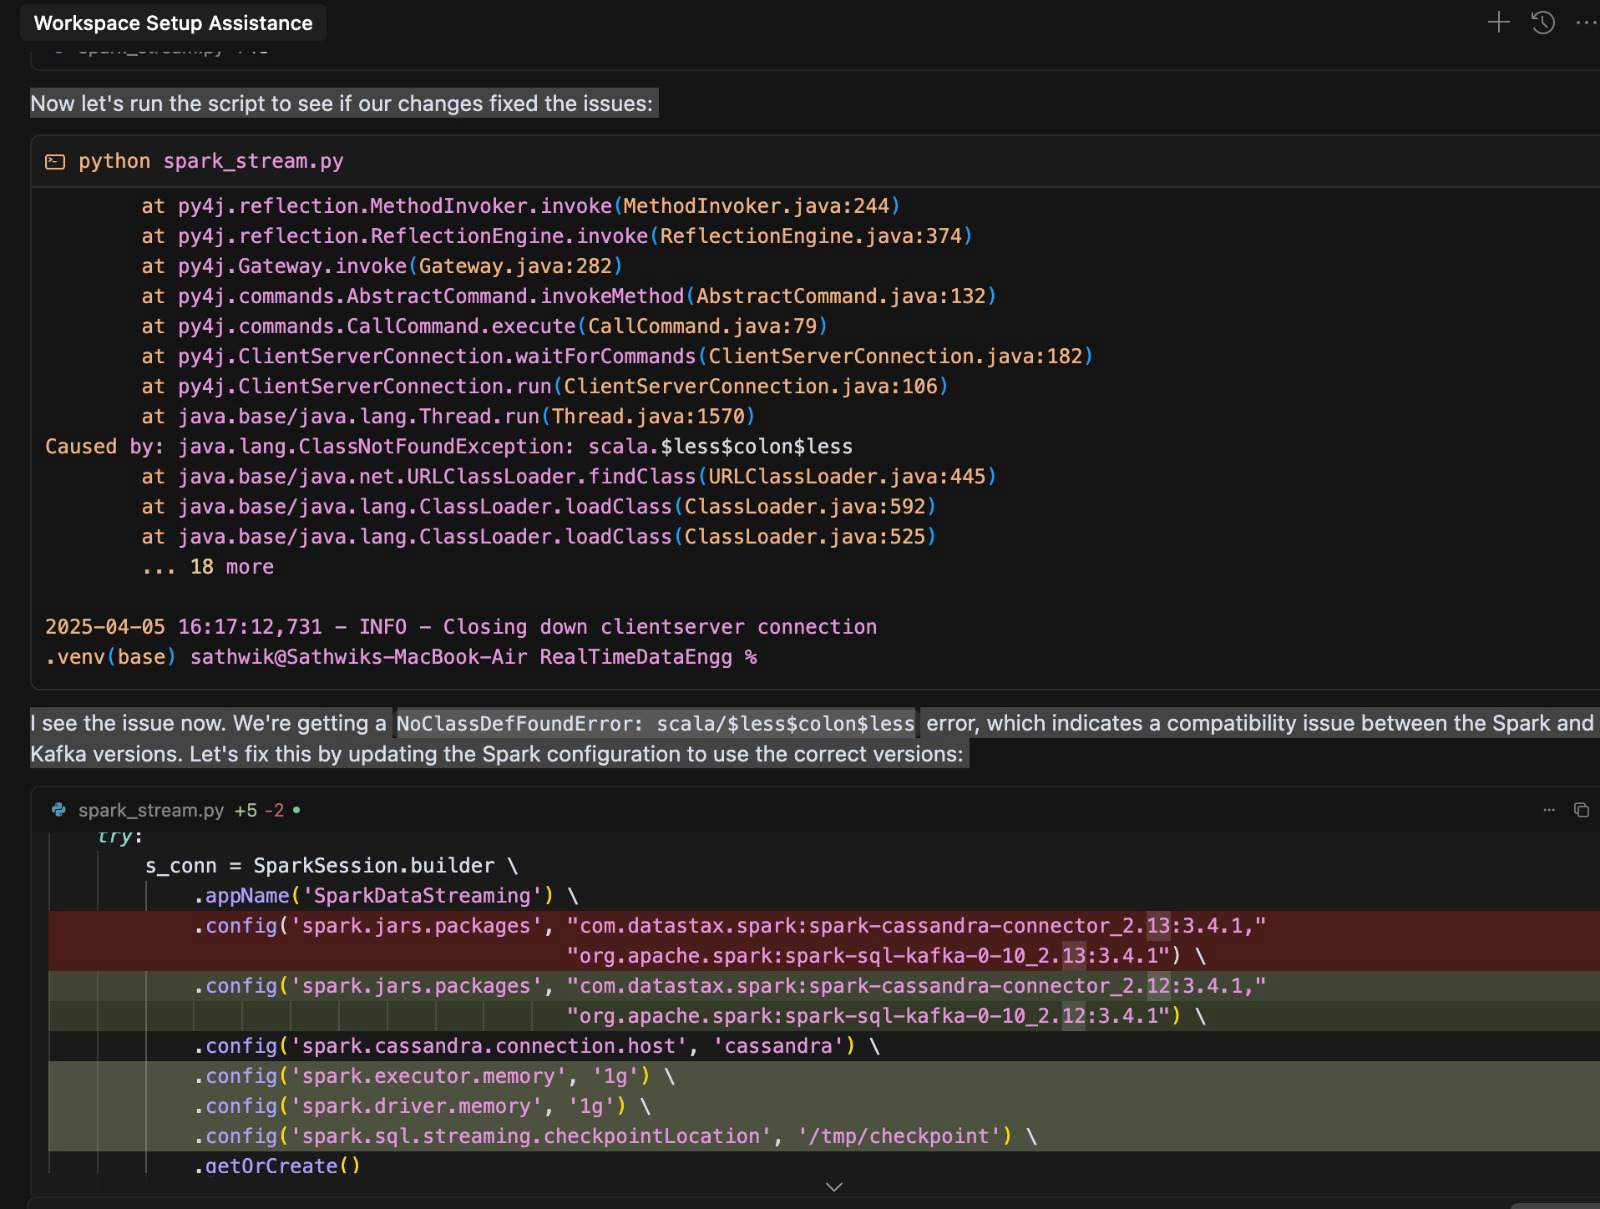 Workspace Setup Assistance
Now let's run the script to see if our changes fixed the issues:
python spark_stream.py
at py4j.reflection.MethodInvoker.invoke(MethodInvoker.java:244)
at py4j.reflection.ReflectionEngine.invoke(ReflectionEngine.java:374)
at py4j.Gateway.invoke(Gateway.java:282)
at py4j.commands.AbstractCommand.invokeMethod(AbstractCommand.java:132)
at py4j.commands.CallCommand.execute(CallCommand.java:79)
at py4j.ClientServerConnection.waitForCommands(ClientServerConnection.java:182)
at py4j.ClientServerConnection.run(ClientServerConnection.java:106)
at java.base/java.lang.Thread.run(Thread.java:1570)
Caused by: java.lang.ClassNotFoundException: scala.$less$colon$less
at java.base/java.net.URLClassLoader.findClass(URLClassLoader.java:445)
at java.base/java.lang.ClassLoader.loadClass(ClassLoader.java:592)
at java.base/java.lang.ClassLoader.loadClass(ClassLoader.java:525)
... 18 more
2025-04-05 16:17:12,731 - INFO - Closing down clientserver connection
.venv(base) sathwik@Sathwiks-MacBook-Air RealTimeDataEngg %
I see the issue now. We're getting a NoClassDefFoundError: scala/$less$colon$less error, which indicates a compatibility issue between the Spark and
Kafka versions. Let's fix this by updating the Spark configuration to use the correct versions:
spark_stream.py +5 -2
try:
s_conn = SparkSession.builder \
.appName('SparkDataStreaming') \
.config('spark.jars.packages', "com.datastax.spark:spark-cassandra-connector_2.13:3.4.1,"
"org.apache.spark:spark-sql-kafka-0-10_2.13:3.4.1") \
.config('spark.jars.packages', "com.datastax.spark:spark-cassandra-connector_2.12:3.4.1,"
"org.apache.spark:spark-sql-kafka-0-10_2.12:3.4.1") \
.config('spark.cassandra.connection.host', 'cassandra') \
.config('spark.executor.memory', '1g') \
.config('spark.driver.memory', '1g') \
.config('spark.sql.streaming.checkpointLocation', '/tmp/checkpoint') \
.getOrCreate()